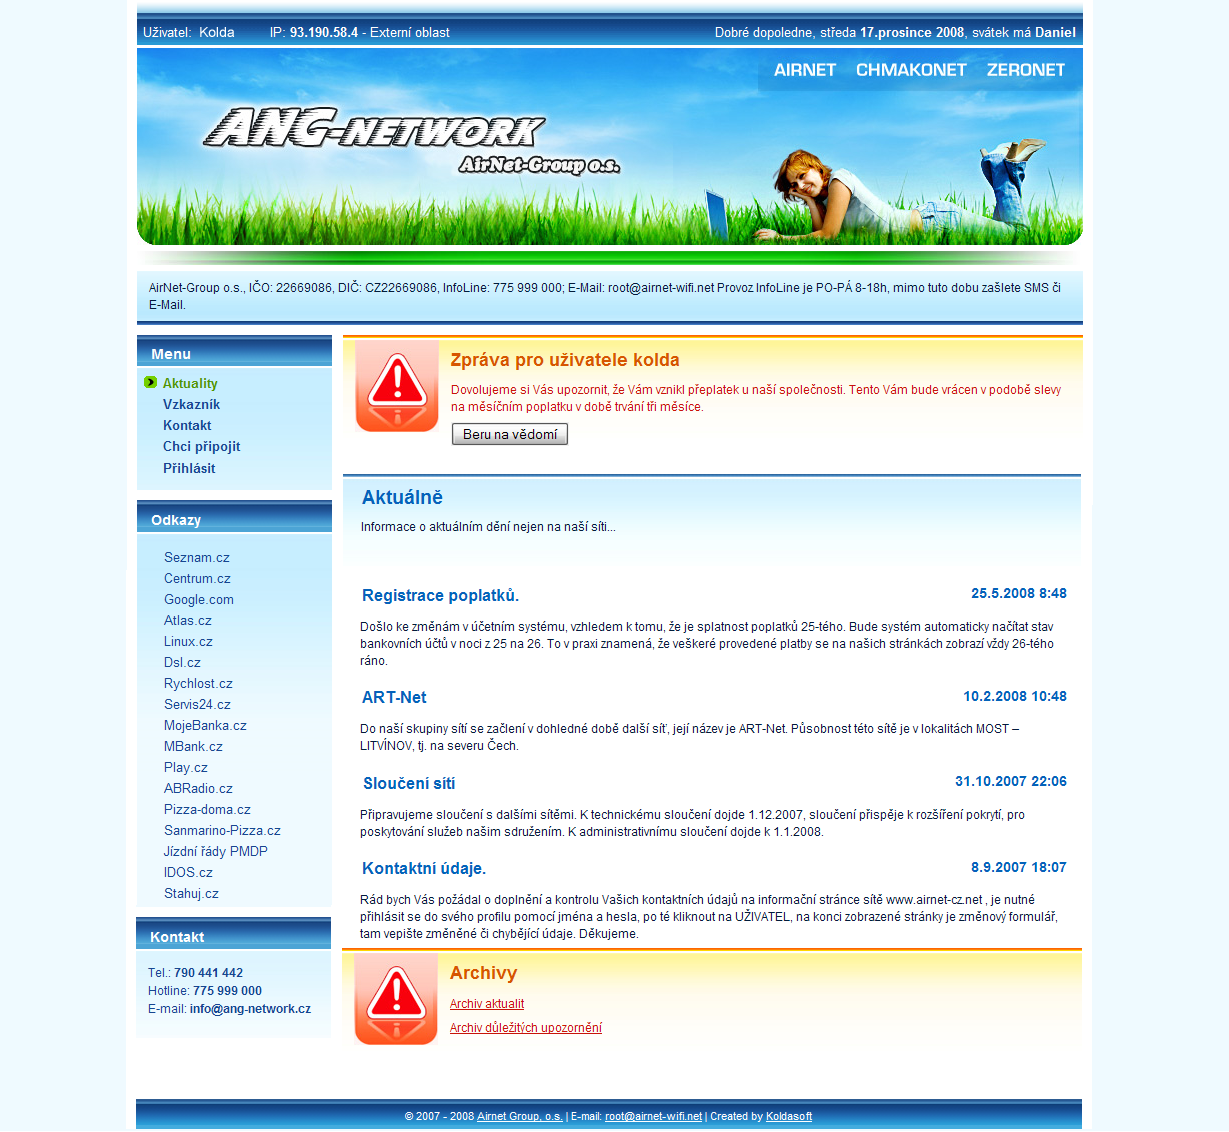 Uživatel: Kolda IP: 93.190.58.4 - Externí oblast Dobré dopoledne, středa 17.prosince 2008, svátek má Daniel
AIRNET CHMAKONET ZERONET
ANG-NETWORK
AirNet-Group o.s.
AirNet-Group o.s., IČO: 22669086, DIČ: CZ22669086, InfoLine: 775 999 000; E-Mail: root@airnet-wifi.net Provoz InfoLine je PO-PÁ 8-18h, mimo tuto dobu zašlete SMS či
E-Mail.
Menu
Aktuality
Vzkazník
Kontakt
Chci připojit
Přihlásit
Odkazy
Seznam.cz
Centrum.cz
Google.com
Atlas.cz
Linux.cz
Dsl.cz
Rychlost.cz
Servis24.cz
MojeBanka.cz
MBank.cz
Play.cz
ABRadio.cz
Pizza-doma.cz
Sanmarino-Pizza.cz
Jízdní řády PMDP
IDOS.cz
Stahuj.cz
Kontakt
Tel.: 790 441 442
Hotline: 775 999 000
E-mail: info@ang-network.cz
Zpráva pro uživatele kolda
Dovolujeme si Vás upozornit, že Vám vznikl přeplatek u naší společnosti. Tento Vám bude vrácen v podobě slevy
na měsíčním poplatku v době trvání tři měsíce.
Beru na vědomí
Aktuálně
Informace o aktuálním dění nejen na naší síti...
Registrace poplatků. 25.5.2008 8:48
Došlo ke změnám v účetním systému, vzhledem k tomu, že je splatnost poplatků 25-tého. Bude systém automaticky načítat stav
bankovních účtů v noci z 25 na 26. To v praxi znamená, že veškeré provedené platby se na našich stránkách zobrazí vždy 26-tého
ráno.
ART-Net 10.2.2008 10:48
Do naší skupiny sítí se začlení v dohledné době další síť, její název je ART-Net. Působnost této sítě je v lokalitách MOST –
LITVÍNOV, tj. na severu Čech.
Sloučení sítí 31.10.2007 22:06
Připravujeme sloučení s dalšími sítěmi. K technickému sloučení dojde 1.12.2007, sloučení přispěje k rozšíření pokrytí, pro
poskytování služeb našim sdružením. K administrativnímu sloučení dojde k 1.1.2008.
Kontaktní údaje. 8.9.2007 18:07
Rád bych Vás požádal o doplnění a kontrolu Vašich kontaktních údajů na informační stránce sítě www.airnet-cz.net , je nutné
přihlásit se do svého profilu pomocí jména a hesla, po té kliknout na UŽIVATEL, na konci zobrazené stránky je změnový formulář,
tam vepište změněné či chybějící údaje. Děkujeme.
Archivy
Archiv aktualit
Archiv důležitých upozornění
© 2007 - 2008 Airnet Group, o.s. | E-mail: root@airnet-wifi.net | Created by Koldasoft